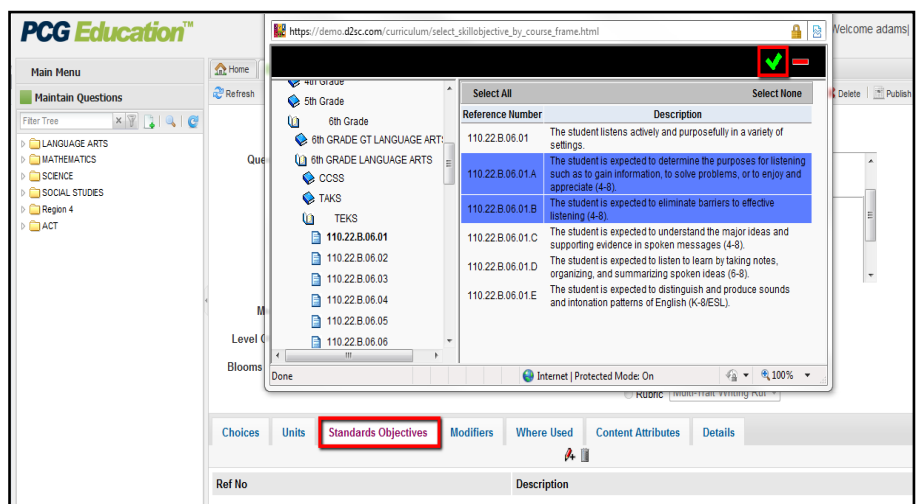 PCG Education™
Welcome adams|
Main Menu
Maintain Questions
Filter Tree
LANGUAGE ARTS
MATHEMATICS
SCIENCE
SOCIAL STUDIES
Region 4
ACT
Home
Refresh
Delete
Publish
Que
M
Level
Blooms
https://demo.d2sc.com/curriculum/select_skillobjective_by_course_frame.html
4th Grade
5th Grade
6th Grade
6th GRADE GT LANGUAGE ART
6th GRADE LANGUAGE ARTS
CCSS
TAKS
TEKS
110.22.B.06.01
110.22.B.06.02
110.22.B.06.03
110.22.B.06.04
110.22.B.06.05
110.22.B.06.06
Select All Select None
Reference Number Description
110.22.B.06.01 The student listens actively and purposefully in a variety of
settings.
110.22.B.06.01.A The student is expected to determine the purposes for listening
such as to gain information, to solve problems, or to enjoy and
appreciate (4-8).
110.22.B.06.01.B The student is expected to eliminate barriers to effective
listening (4-8).
110.22.B.06.01.C The student is expected to understand the major ideas and
supporting evidence in spoken messages (4-8).
110.22.B.06.01.D The student is expected to listen to learn by taking notes,
organizing, and summarizing spoken ideas (6-8).
110.22.B.06.01.E The student is expected to distinguish and produce sounds
and intonation patterns of English (K-8/ESL).
Done
Internet | Protected Mode: On
100%
Rubric Multi-Trait Writing Rub
Choices Units Standards Objectives Modifiers Where Used Content Attributes Details
Ref No Description